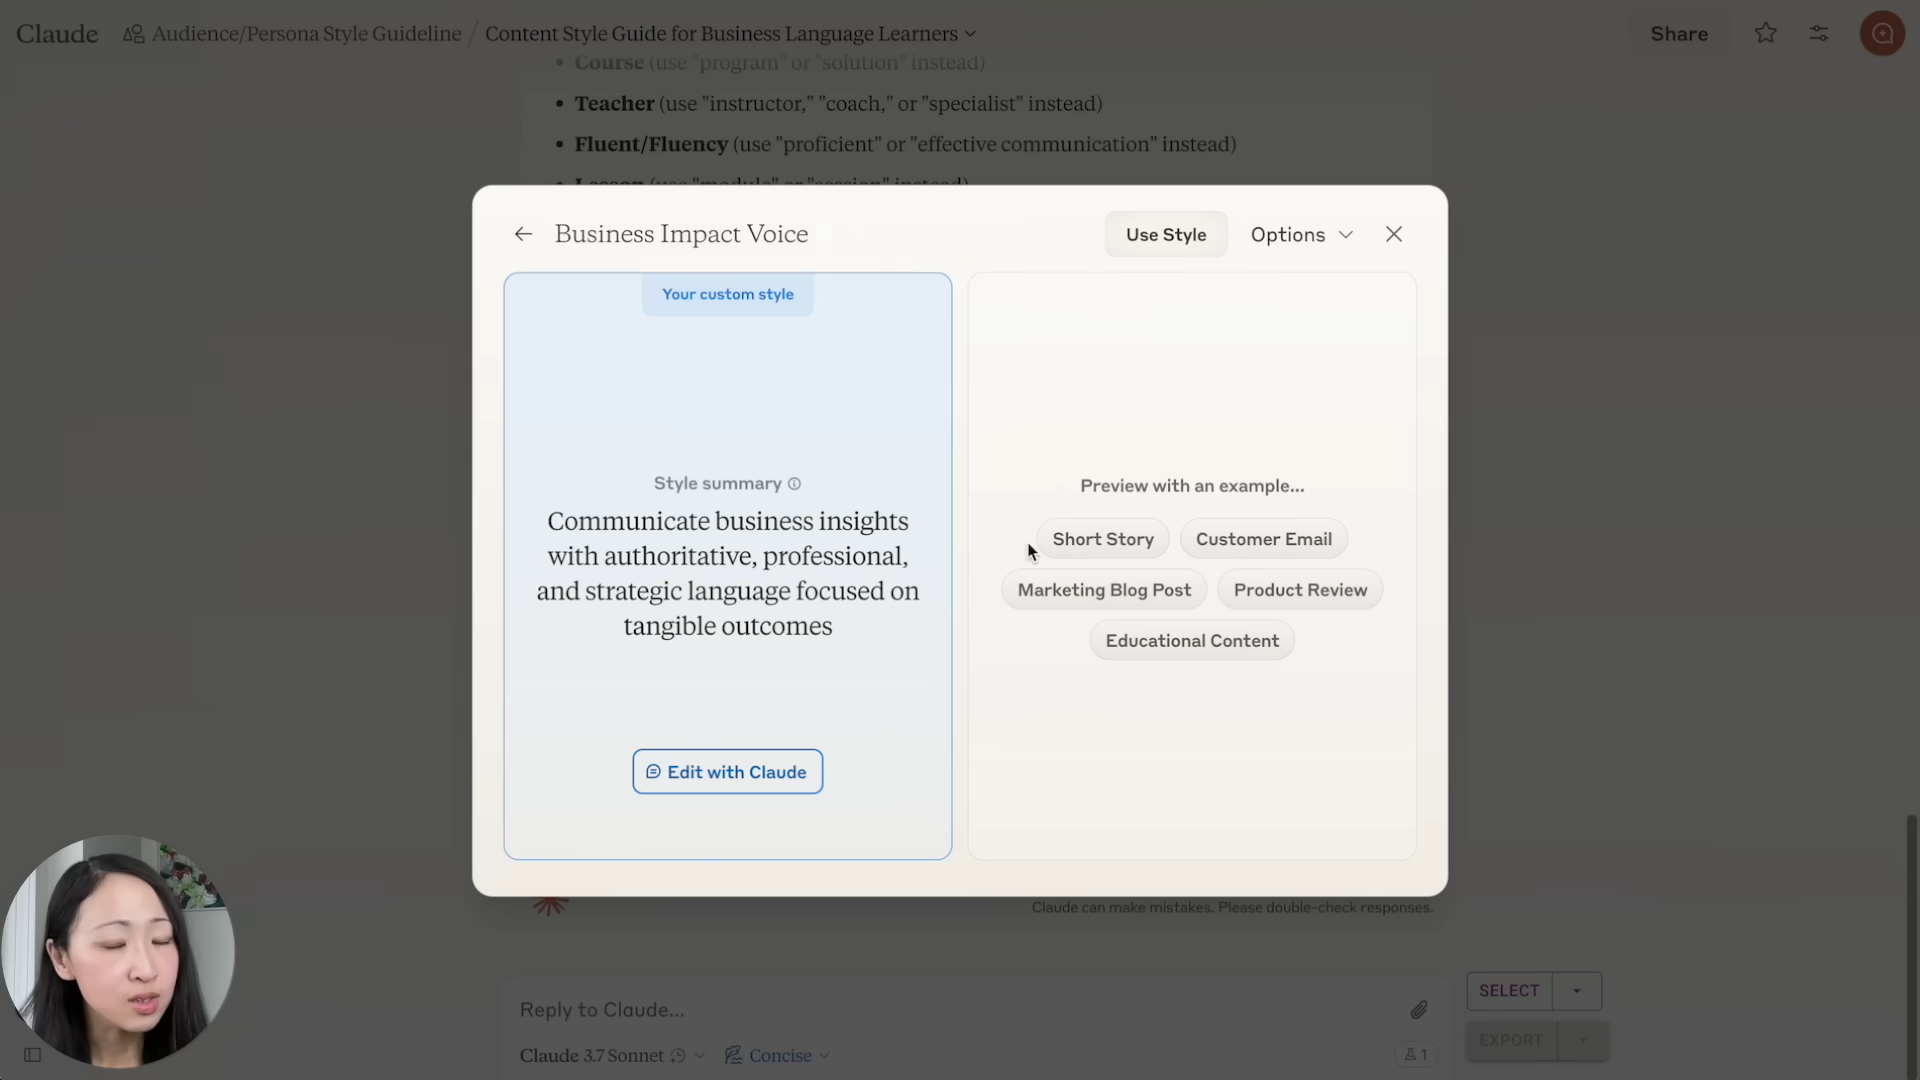 Claude Audience/Persona Style Guideline / Content Style Guide for Business Language Learners Share
• Course (use "program" or "solution" instead)
• Teacher (use "instructor," "coach," or "specialist" instead)
• Fluent/Fluency (use "proficient" or "effective communication" instead)
• Lesson (use "module" or "session" instead)
Business Impact Voice
Use Style
Options
Your custom style
Style summary
Communicate business insights
with authoritative, professional,
and strategic language focused on
tangible outcomes
Edit with Claude
Preview with an example...
Short Story
Customer Email
Marketing Blog Post
Product Review
Educational Content
Claude can make mistakes. Please double-check responses.
Reply to Claude...
Claude 3.7 Sonnet
Concise
1
SELECT
EXPORT